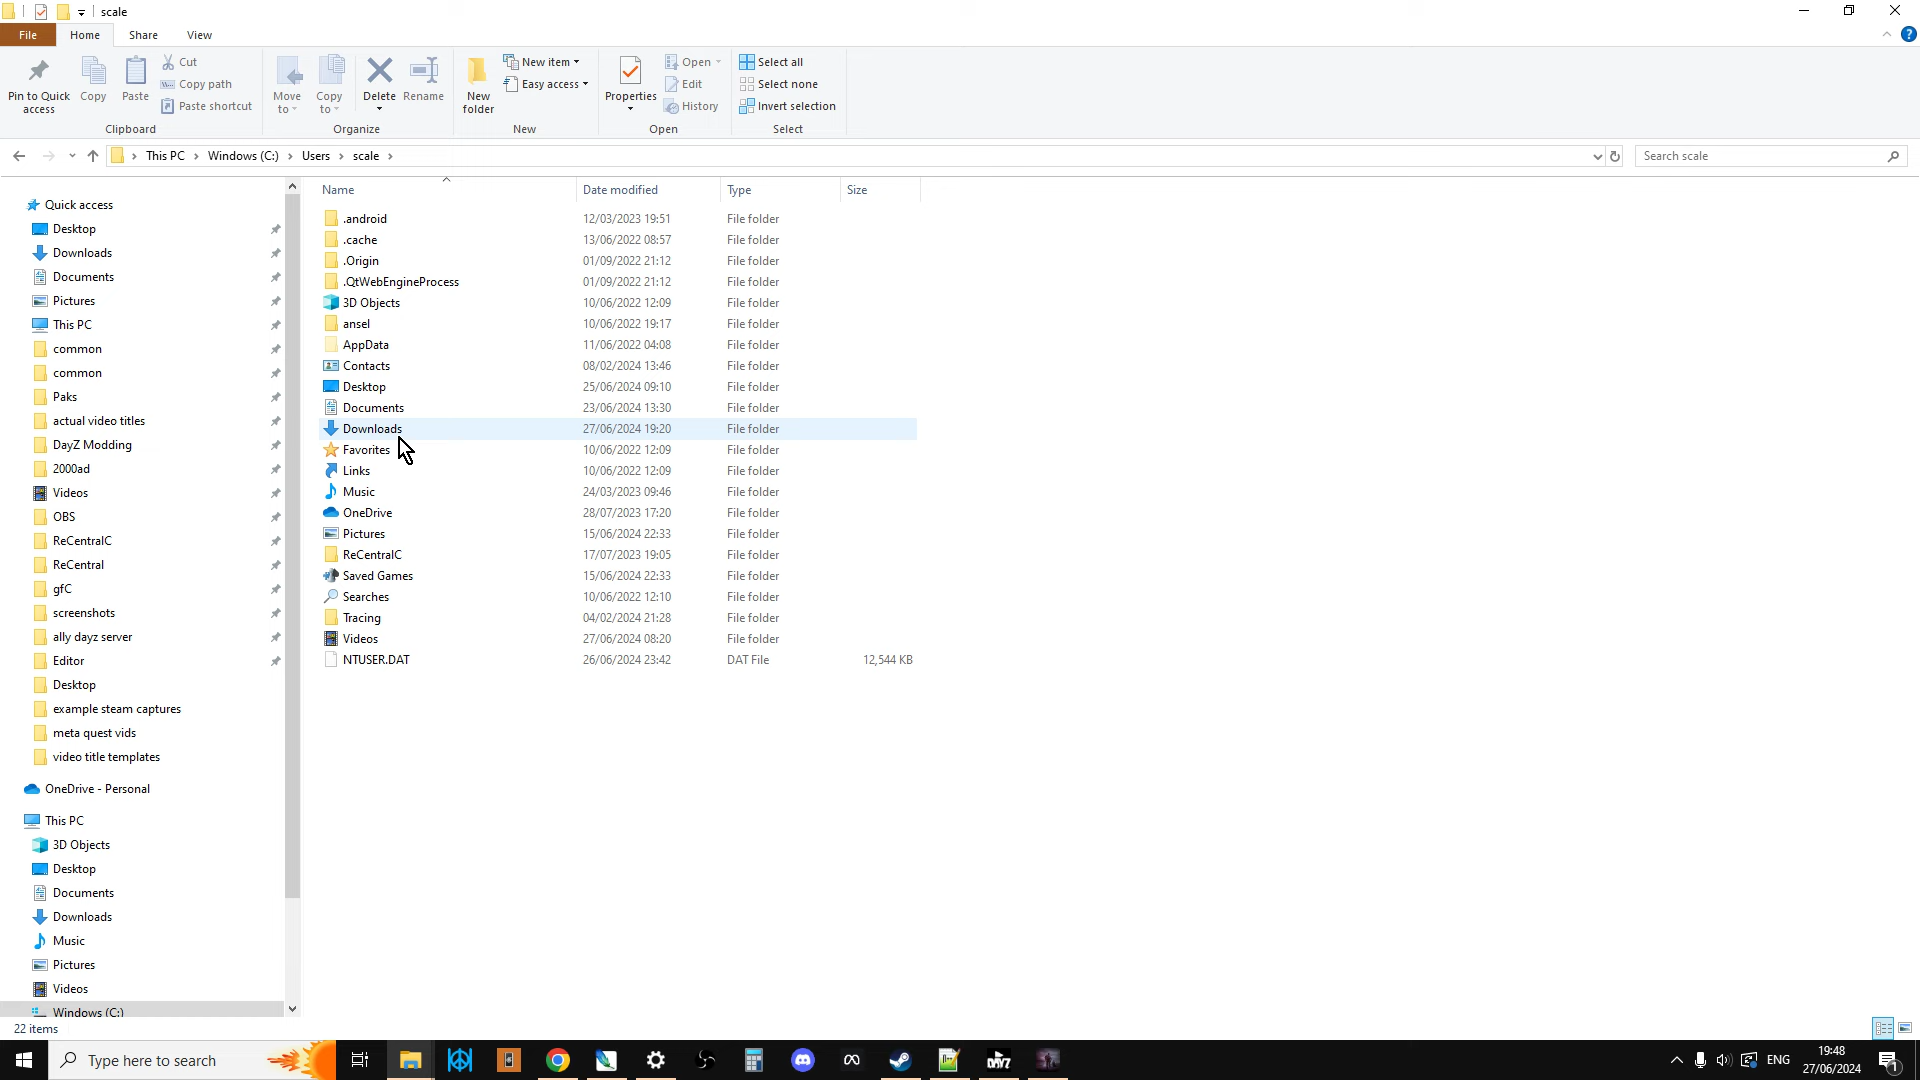 scale
File Home Share View
Pin to Quick access
Copy
Paste
Cut
Copy path
Paste shortcut
Clipboard
Move to
Copy to
Delete
Rename
Organize
New folder
New item
Easy access
New
Properties
Open
Edit
History
Open
Select all
Select none
Invert selection
Select
This PC > Windows (C:) > Users > scale >
Search scale
Quick access
Desktop
Downloads
Documents
Pictures
This PC
common
common
Paks
actual video titles
DayZ Modding
2000ad
Videos
OBS
ReCentralC
ReCentral
gfC
screenshots
ally dayz server
Editor
Desktop
example steam captures
meta quest vids
video title templates
OneDrive - Personal
This PC
3D Objects
Desktop
Documents
Downloads
Music
Pictures
Videos
Windows (C:)
Name Date modified Type Size
.android 12/03/2023 19:51 File folder
.cache 13/06/2022 08:57 File folder
.Origin 01/09/2022 21:12 File folder
.QtWebEngineProcess 01/09/2022 21:12 File folder
3D Objects 10/06/2022 12:09 File folder
ansel 10/06/2022 19:17 File folder
AppData 11/06/2022 04:08 File folder
Contacts 08/02/2024 13:46 File folder
Desktop 25/06/2024 09:10 File folder
Documents 23/06/2024 13:30 File folder
Downloads 27/06/2024 19:20 File folder
Favorites 10/06/2022 12:09 File folder
Links 10/06/2022 12:09 File folder
Music 24/03/2023 09:46 File folder
OneDrive 28/07/2023 17:20 File folder
Pictures 15/06/2024 22:33 File folder
ReCentralC 17/07/2023 19:05 File folder
Saved Games 15/06/2024 22:33 File folder
Searches 10/06/2022 12:10 File folder
Tracing 04/02/2024 21:28 File folder
Videos 27/06/2024 08:20 File folder
NTUSER.DAT 26/06/2024 23:42 DAT File 12,544 KB
22 items
Type here to search
DAYZ
ENG
19:48
27/06/2024
1